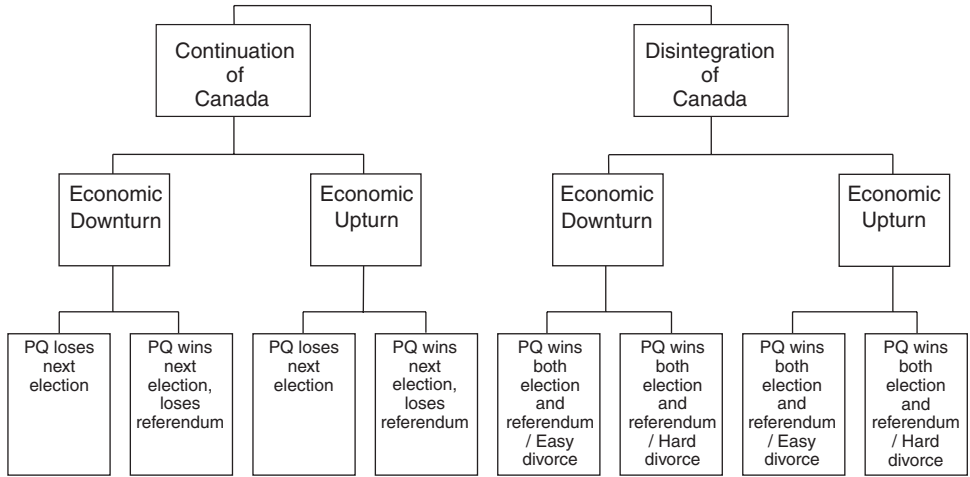 Continuation
of
Canada
Disintegration
of
Canada
Economic
Downturn
Economic
Upturn
Economic
Downturn
Economic
Upturn
PQ loses
next
election
PQ wins
next
election,
loses
referendum
PQ loses
next
election
PQ wins
next
election,
loses
referendum
PQ wins
both
election
and
referendum
/ Easy
divorce
PQ wins
both
election
and
referendum
/ Hard
divorce
PQ wins
both
election
and
referendum
/ Easy
divorce
PQ wins
both
election
and
referendum
/ Hard
divorce